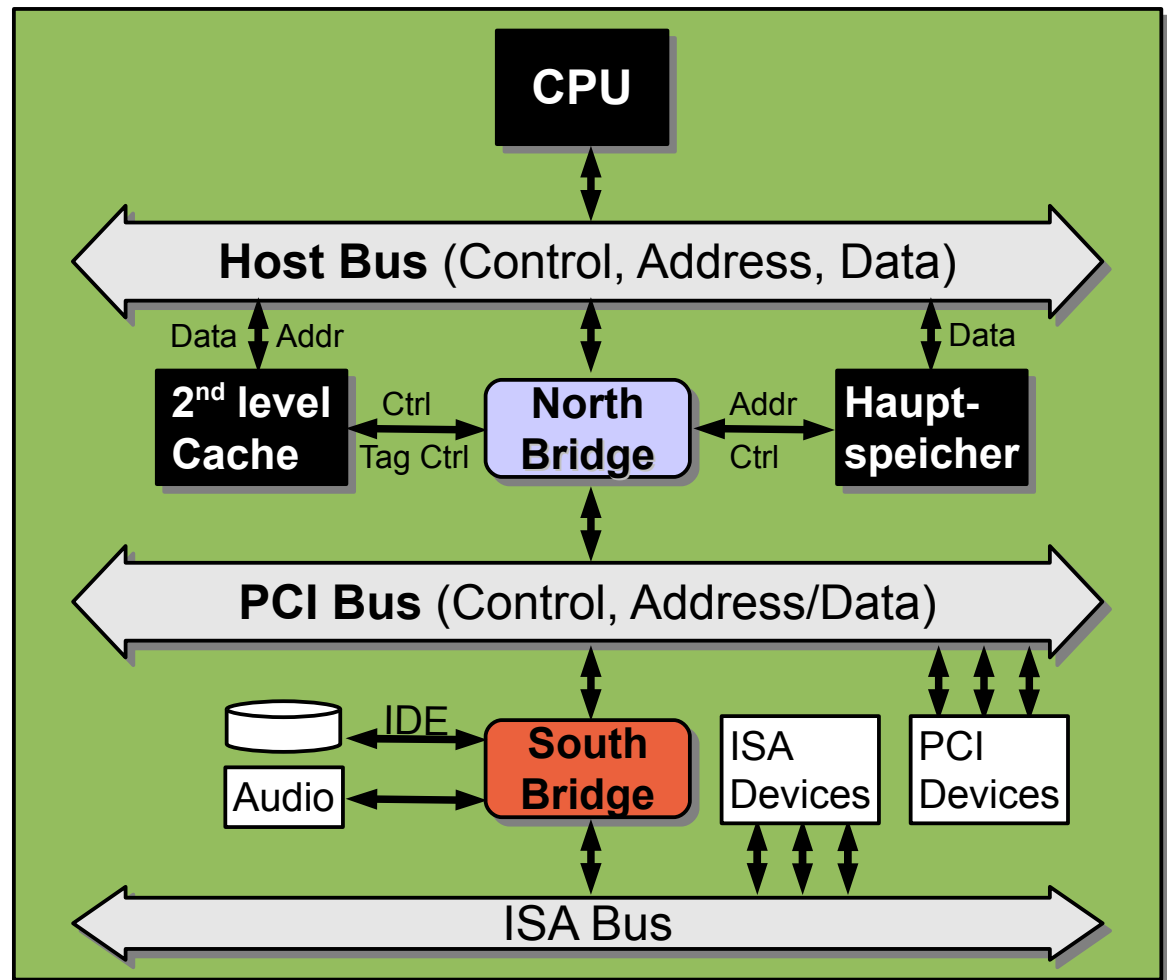 CPU
Host Bus (Control, Address, Data)
Data Addr
Data
2nd level
Cache
Ctrl
Tag Ctrl
North
Bridge
Addr
Ctrl
Haupt-
speicher
PCI Bus (Control, Address/Data)
IDE
Audio
South
Bridge
ISA
Devices
PCI
Devices
ISA Bus